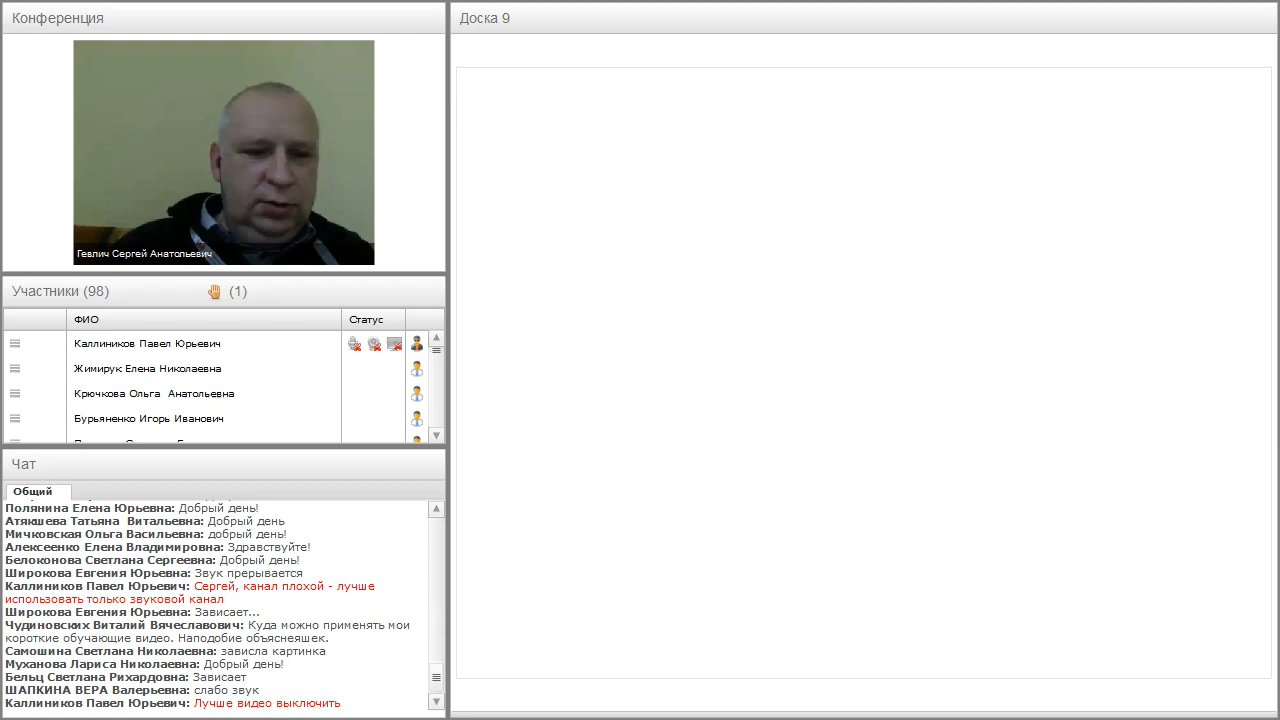 Конференция
Доска 9
Гевлич Сергей Анатольевич
Участники (98) (1)
ФИО Статус
Каллиников Павел Юрьевич
Жимирук Елена Николаевна
Крючкова Ольга Анатольевна
Бурьяненко Игорь Иванович
Чат
Общий
Полянина Елена Юрьевна: Добрый день!
Атякшева Татьяна Витальевна: Добрый день
Мичковская Ольга Васильевна: добрый день!
Алексеенко Елена Владимировна: Здравствуйте!
Белоконова Светлана Сергеевна: Добрый день!
Широкова Евгения Юрьевна: Звук прерывается
Каллиников Павел Юрьевич: Сергей, канал плохой - лучше
использовать только звуковой канал
Широкова Евгения Юрьевна: Зависает...
Чудиновских Виталий Вячеславович: Куда можно применять мои
короткие обучающие видео. Наподобие объясняешек.
Самошина Светлана Николаевна: зависла картинка
Муханова Лариса Николаевна: Добрый день!
Бельц Светлана Рихардовна: Зависает
ШАПКИНА ВЕРА Валерьевна: слабо звук
Каллиников Павел Юрьевич: Лучше видео выключить